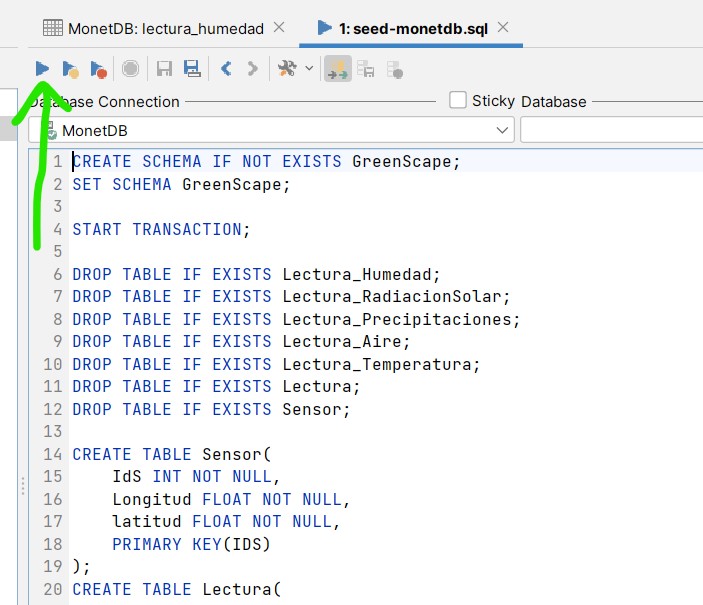 MonetDB: lectura_humedad
1: seed-monetdb.sql
Database Connection
Sticky
Database
MonetDB
1 CREATE SCHEMA IF NOT EXISTS GreenScape;
2 SET SCHEMA GreenScape;
3
4 START TRANSACTION;
5
6 DROP TABLE IF EXISTS Lectura_Humedad;
7 DROP TABLE IF EXISTS Lectura_RadiacionSolar;
8 DROP TABLE IF EXISTS Lectura_Precipitaciones;
9 DROP TABLE IF EXISTS Lectura_Aire;
10 DROP TABLE IF EXISTS Lectura_Temperatura;
11 DROP TABLE IF EXISTS Lectura;
12 DROP TABLE IF EXISTS Sensor;
13
14 CREATE TABLE Sensor(
15 IdS INT NOT NULL,
16 Longitud FLOAT NOT NULL,
17 latitud FLOAT NOT NULL,
18 PRIMARY KEY(IDS)
19 );
20 CREATE TABLE Lectura(